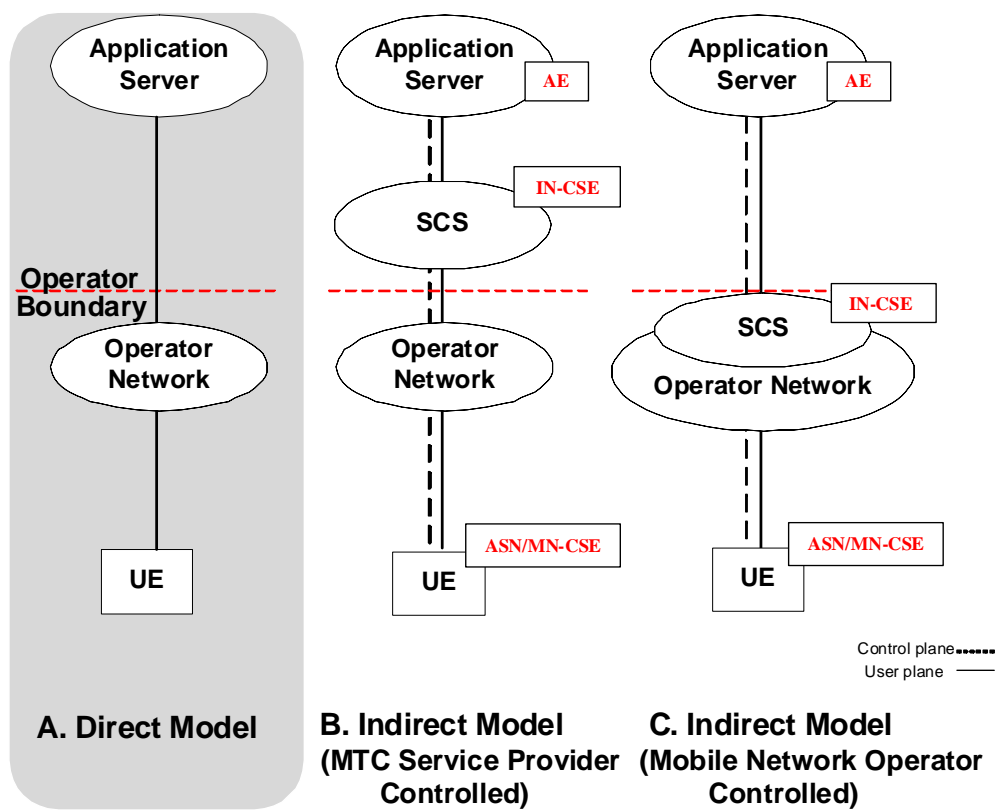 Application
Server
Operator
Boundary
Operator
Network
UE
A. Direct Model
Application
Server
AE
IN-CSE
SCS
Operator
Network
ASN/MN-CSE
UE
B. Indirect Model
(MTC Service Provider
Controlled)
Application
Server
AE
IN-CSE
SCS
Operator Network
ASN/MN-CSE
UE
Control plane
User plane
C. Indirect Model
(Mobile Network Operator
Controlled)